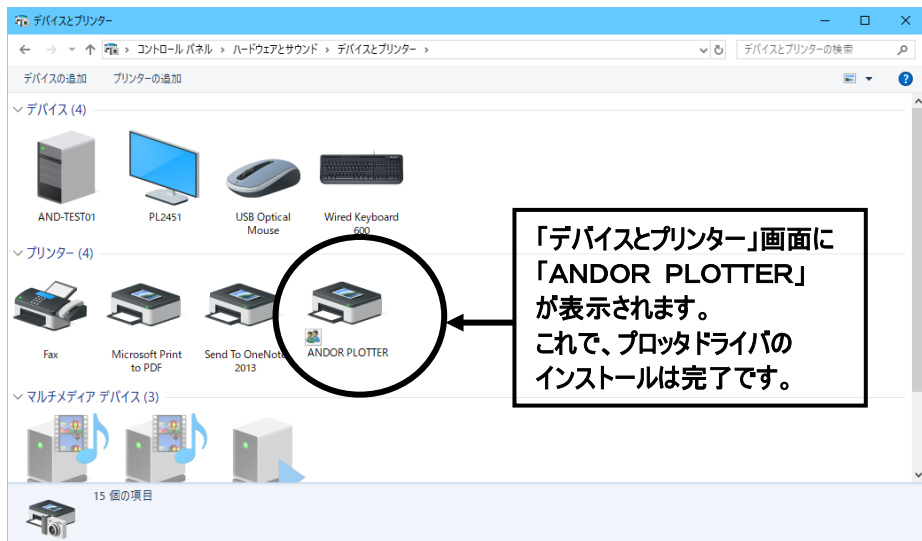 デバイスとプリンター
コントロール パネル › ハードウェアとサウンド › デバイスとプリンター ›
デバイスとプリンターの検索
デバイスの追加 プリンターの追加
デバイス (4)
AND-TEST01
PL2451
USB Optical
Mouse
Wired Keyboard
600
プリンター (4)
Fax
Microsoft Print
to PDF
Send To OneNote
2013
ANDOR PLOTTER
マルチメディア デバイス (3)
15 個の項目
「デバイスとプリンター」画面に
「ANDOR PLOTTER」
が表示されます。
これで、プロッタドライバの
インストールは完了です。